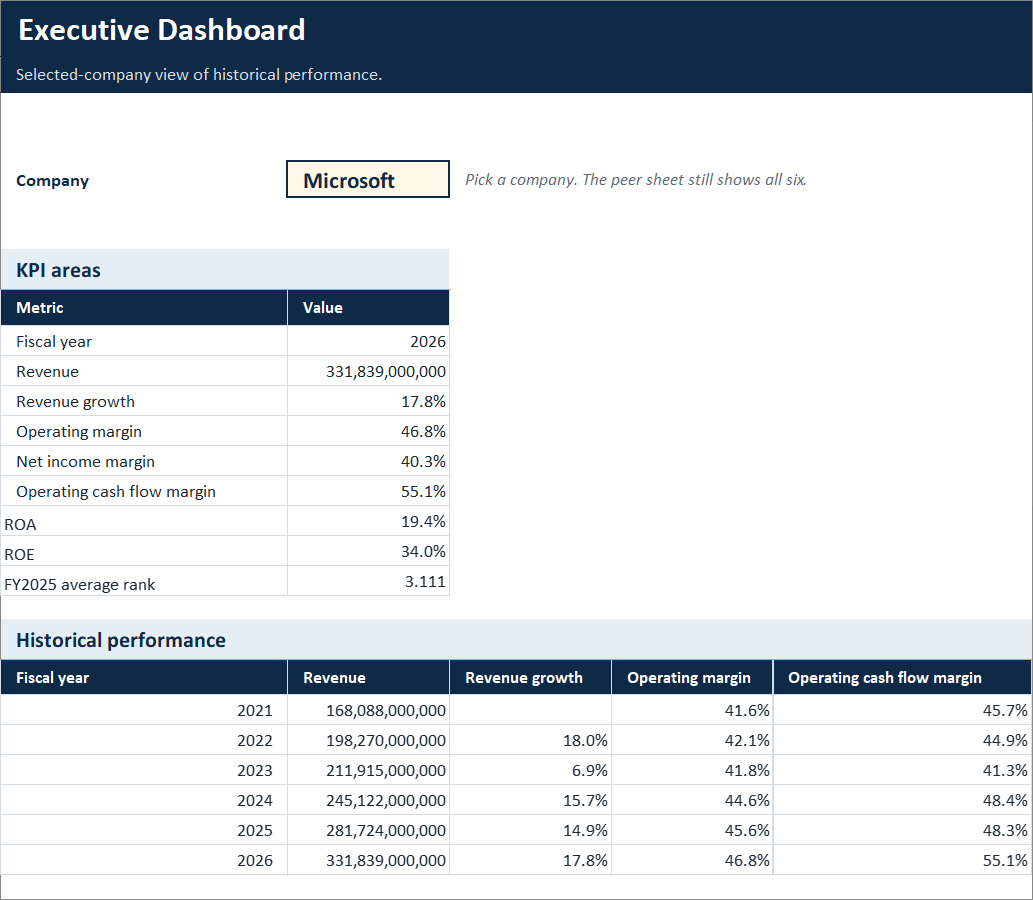 Executive Dashboard
Selected-company view of historical performance.
Company Microsoft Pick a company. The peer sheet still shows all six.
KPI areas
Metric Value
Fiscal year 2026
Revenue 331,839,000,000
Revenue growth 17.8%
Operating margin 46.8%
Net income margin 40.3%
Operating cash flow margin 55.1%
ROA 19.4%
ROE 34.0%
FY2025 average rank 3.111
Historical performance
Fiscal year Revenue Revenue growth Operating margin Operating cash flow margin
2021 168,088,000,000 41.6% 45.7%
2022 198,270,000,000 18.0% 42.1% 44.9%
2023 211,915,000,000 6.9% 41.8% 41.3%
2024 245,122,000,000 15.7% 44.6% 48.4%
2025 281,724,000,000 14.9% 45.6% 48.3%
2026 331,839,000,000 17.8% 46.8% 55.1%